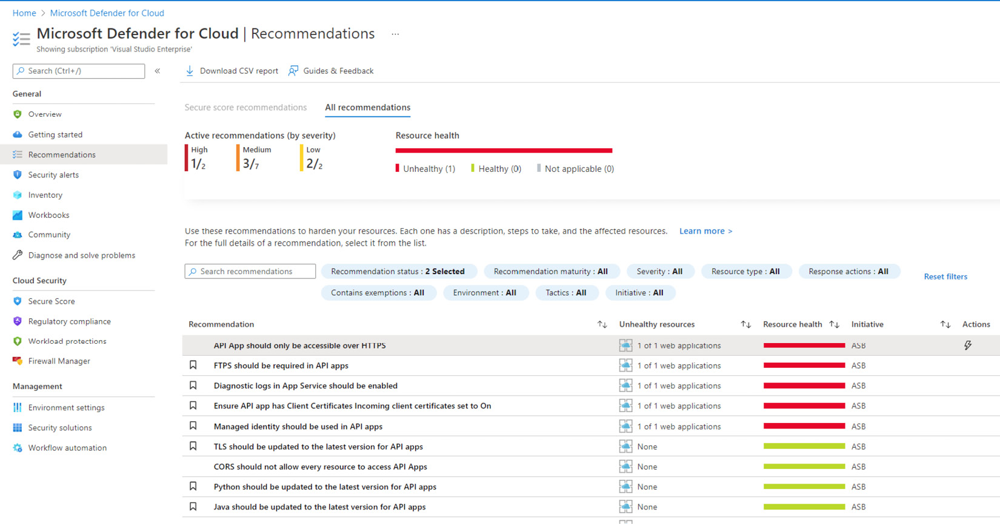 Home > Microsoft Defender for Cloud
Microsoft Defender for Cloud | Recommendations ...
Showing subscription 'Visual Studio Enterprise'
Search (Ctrl+/) «
General
Overview
Getting started
Recommendations
Security alerts
Inventory
Workbooks
Community
Diagnose and solve problems
Cloud Security
Secure Score
Regulatory compliance
Workload protections
Firewall Manager
Management
Environment settings
Security solutions
Workflow automation
Download CSV report Guides & Feedback
Secure score recommendations All recommendations
Active recommendations (by severity) Resource health
High Medium Low
1/2 3/7 2/2
Unhealthy (1) Healthy (0) Not applicable (0)
Use these recommendations to harden your resources. Each one has a description, steps to take, and the affected resources. Learn more >
For the full details of a recommendation, select it from the list.
Search recommendations Recommendation status : 2 Selected Recommendation maturity : All Severity : All Resource type : All Response actions : All Reset filters
Contains exemptions : All Environment : All Tactics : All Initiative : All
Recommendation ↑↓ Unhealthy resources ↑↓ Resource health ↑↓ Initiative ↑↓ Actions
API App should only be accessible over HTTPS 1 of 1 web applications ASB
FTPS should be required in API apps 1 of 1 web applications ASB
Diagnostic logs in App Service should be enabled 1 of 1 web applications ASB
Ensure API app has Client Certificates Incoming client certificates set to On 1 of 1 web applications ASB
Managed identity should be used in API apps 1 of 1 web applications ASB
TLS should be updated to the latest version for API apps None ASB
CORS should not allow every resource to access API Apps None ASB
Python should be updated to the latest version for API apps None ASB
Java should be updated to the latest version for API apps None ASB